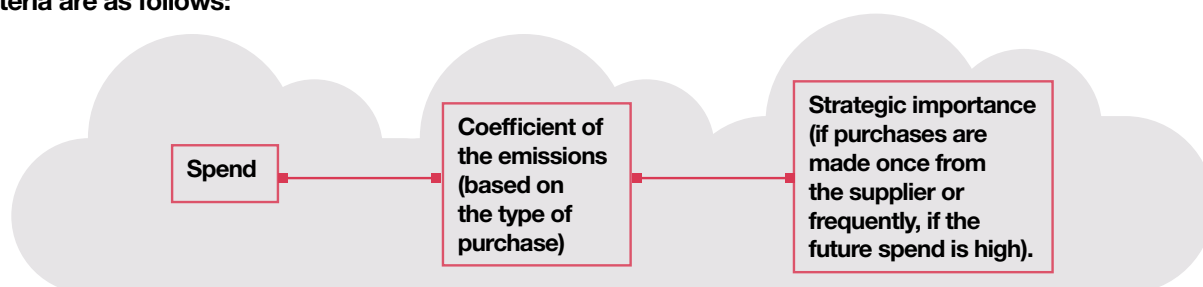 teria are as follows:
Spend
Coefficient of
the emissions
(based on
the type of
purchase)
Strategic importance
(if purchases are
made once from
the supplier or
frequently, if the
future spend is high).